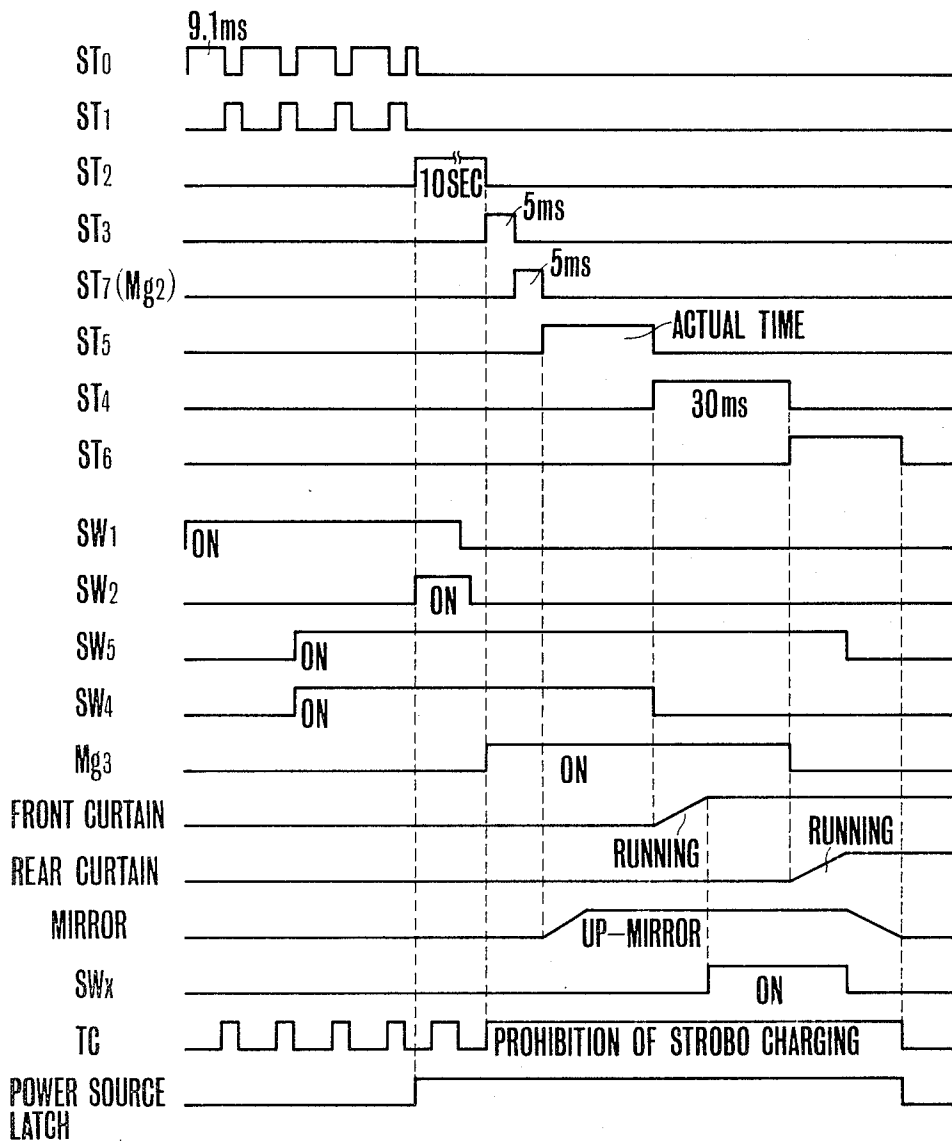 9.1ms
ST0
ST1
ST2
10SEC
ST3
5ms
ST7(Mg2)
5ms
ST5
ACTUAL TIME
ST4
30ms
ST6
SW1
ON
SW2
ON
SW5
ON
SW4
ON
Mg3
ON
FRONT CURTAIN
RUNNING
RUNNING
REAR CURTAIN
MIRROR
UP-MIRROR
SWX
ON
TC
PROHIBITION OF STROBO CHARGING
POWER SOURCE
LATCH